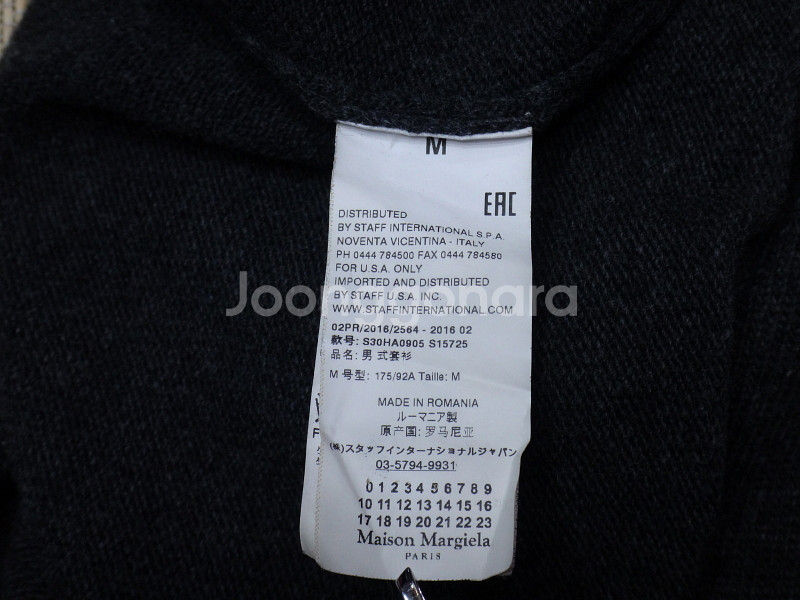 M
EAC
DISTRIBUTED
BY STAFF INTERNATIONAL S.P.A.
NOVENTA VICENTINA - ITALY
PH 0444 784500 FAX 0444 784580
FOR U.S.A. ONLY
IMPORTED AND DISTRIBUTED
BY STAFF U.S.A. INC.
WWW.STAFFINTERNATIONAL.COM
Joonggonara
02PR/2016/2564 - 2016 02
款号: S30HA0905 S15725
品名: 男 式套衫
M 号型: 175/92A Taille: M
MADE IN ROMANIA
ルーマニア製
原产国: 罗马尼亚
(株)スタッフインターナショナルジャパン
03-5794-9931
0 1 2 3 4 5 6 7 8 9
10 11 12 13 14 15 16
17 18 19 20 21 22 23
Maison Margiela
PARIS